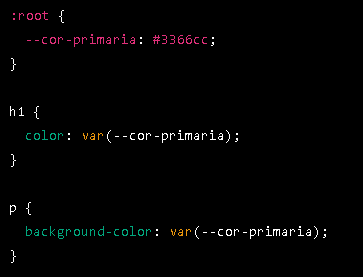 :root {
  --cor-primaria: #3366cc;
}

h1 {
  color: var(--cor-primaria);
}

p {
  background-color: var(--cor-primaria);
}